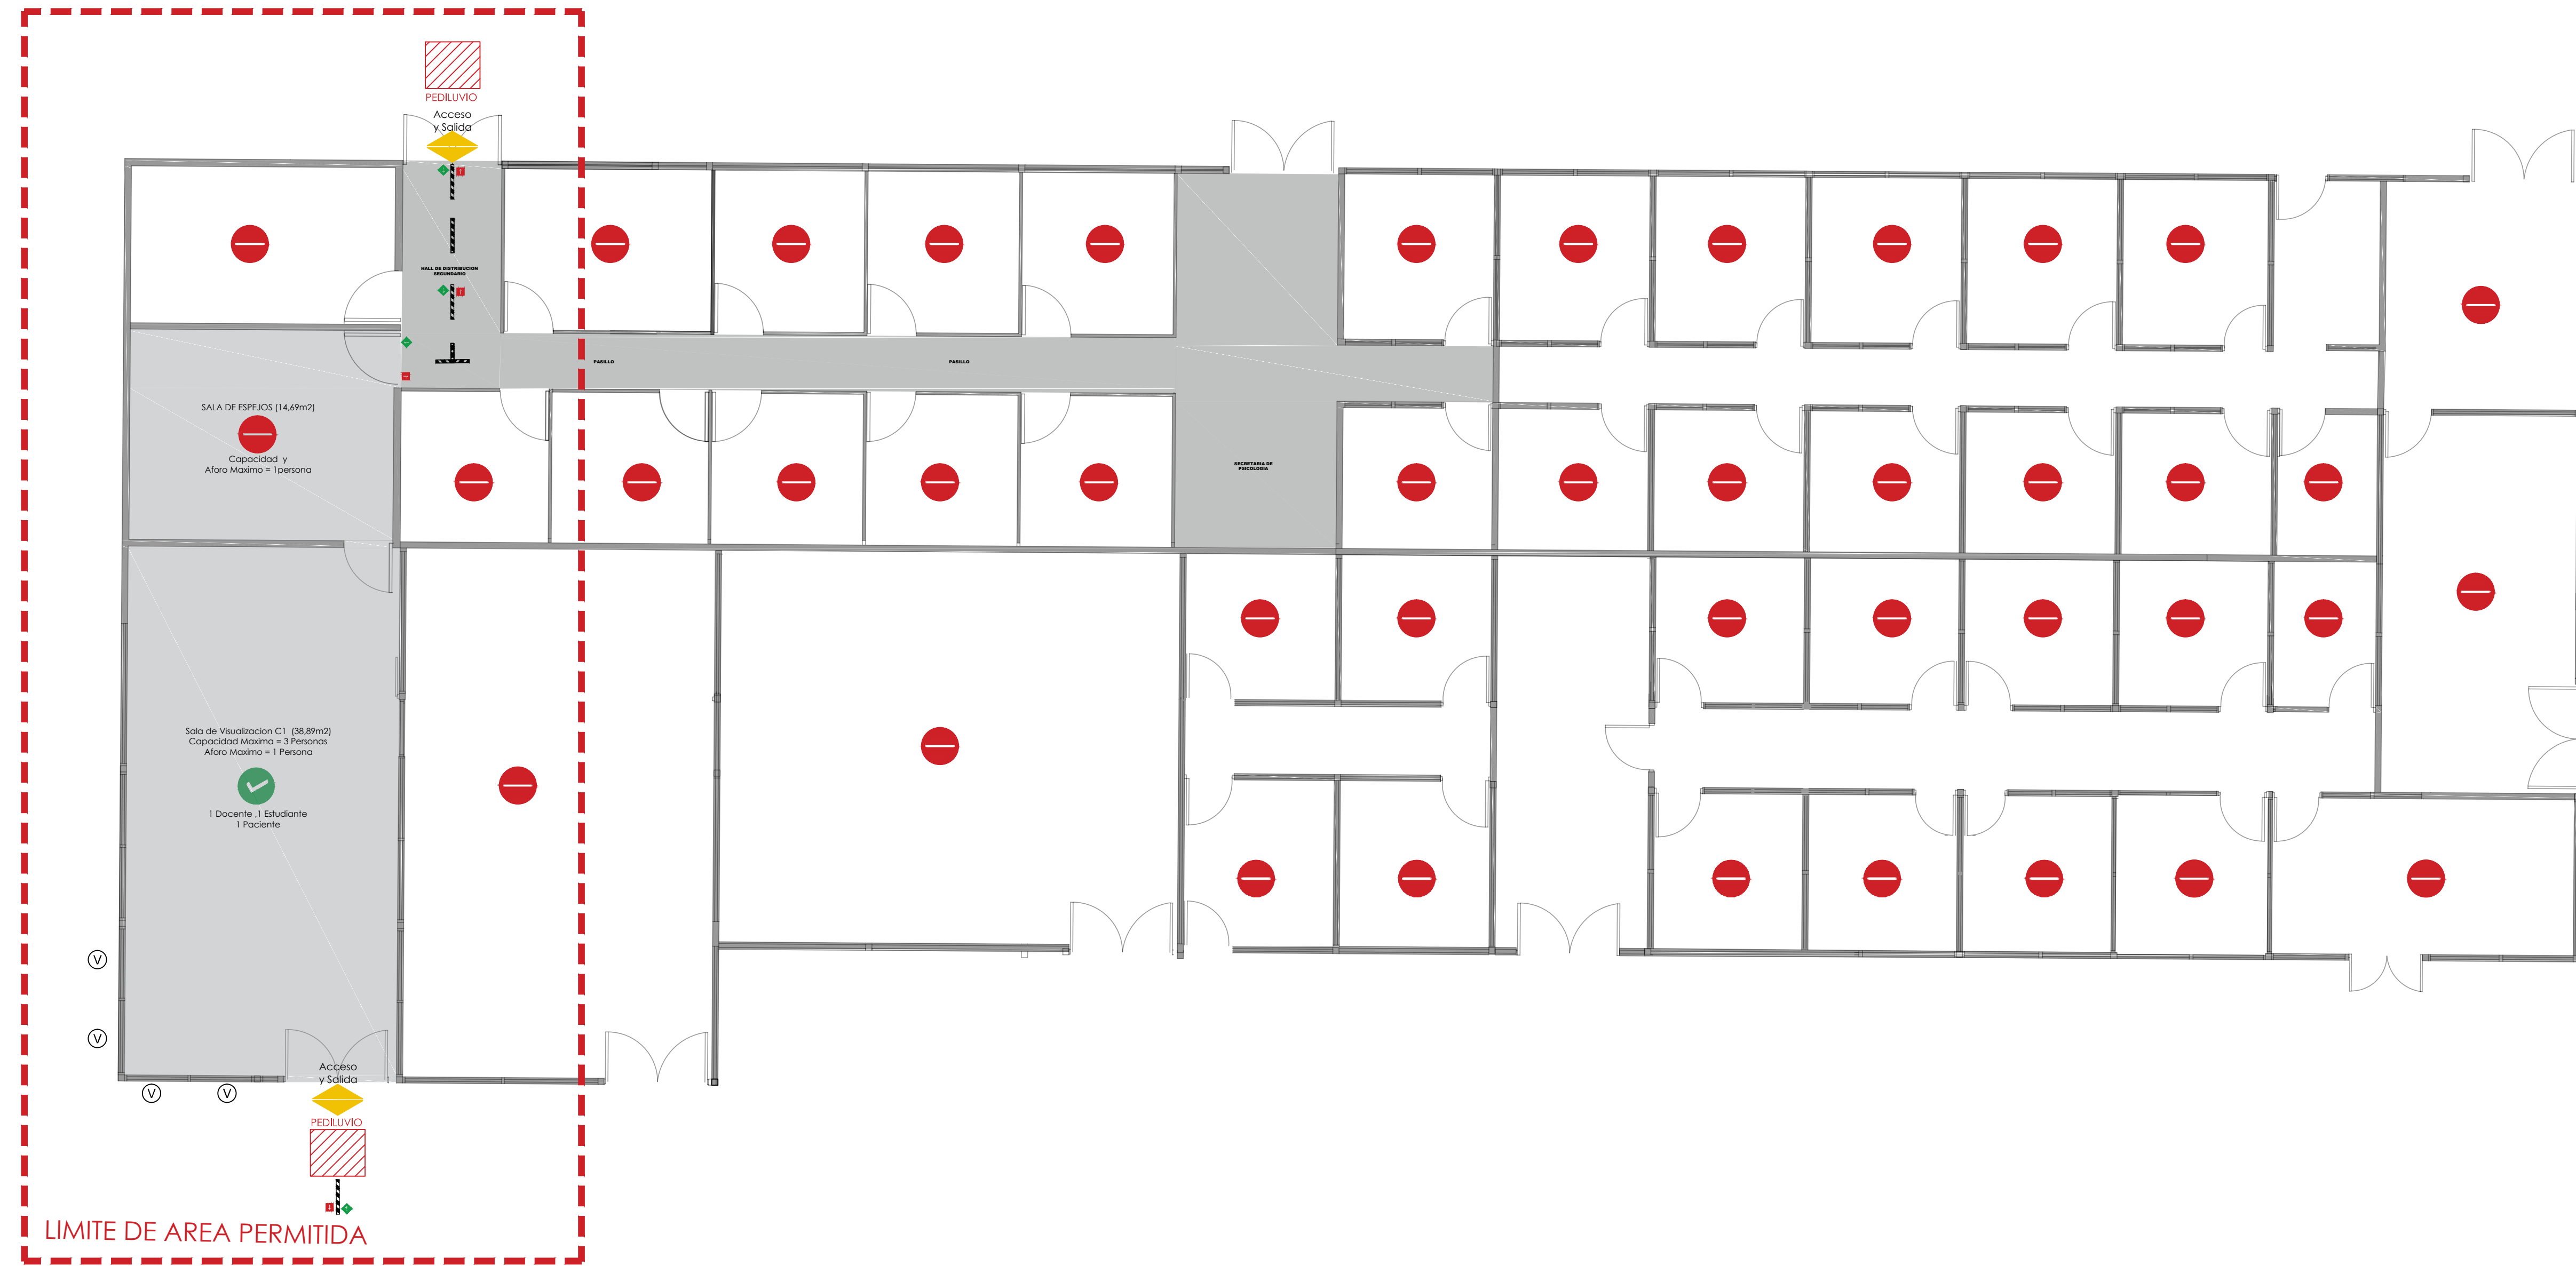 PEDILUVIO
Acceso
y Salida
HALL DE DISTRIBUCION
SEGUNDARIO
PASILLO
PASILLO
SALA DE ESPEJOS (14,69m2)
Capacidad y
Aforo Maximo = 1persona
SECRETARIA DE
PSICOLOGIA
Sala de Visualizacion C1 (38,89m2)
Capacidad Maxima = 3 Personas
Aforo Maximo = 1 Persona
1 Docente ,1 Estudiante
1 Paciente
V
V
V
V
Acceso
y Salida
PEDILUVIO
LIMITE DE AREA PERMITIDA